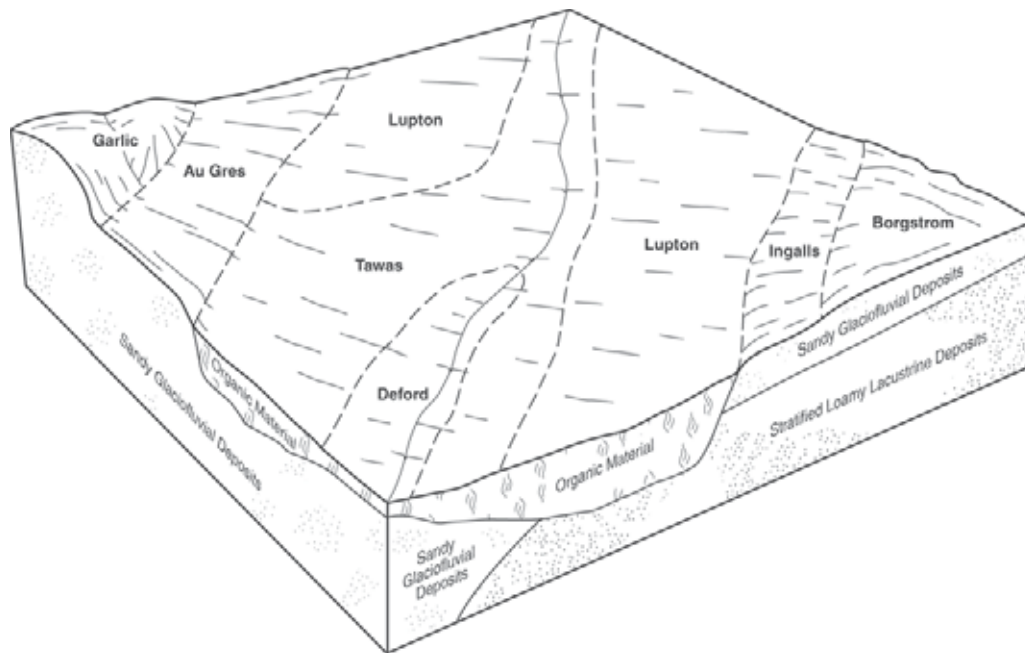 Garlic
Au Gres
Lupton
Tawas
Deford
Lupton
Ingalls
Borgstrom
Sandy Glaciofluvial Deposits
Organic Material
Organic Material
Sandy Glaciofluvial Deposits
Stratified Loamy Lacustrine Deposits
Sandy
Glaciofluvial
Deposits